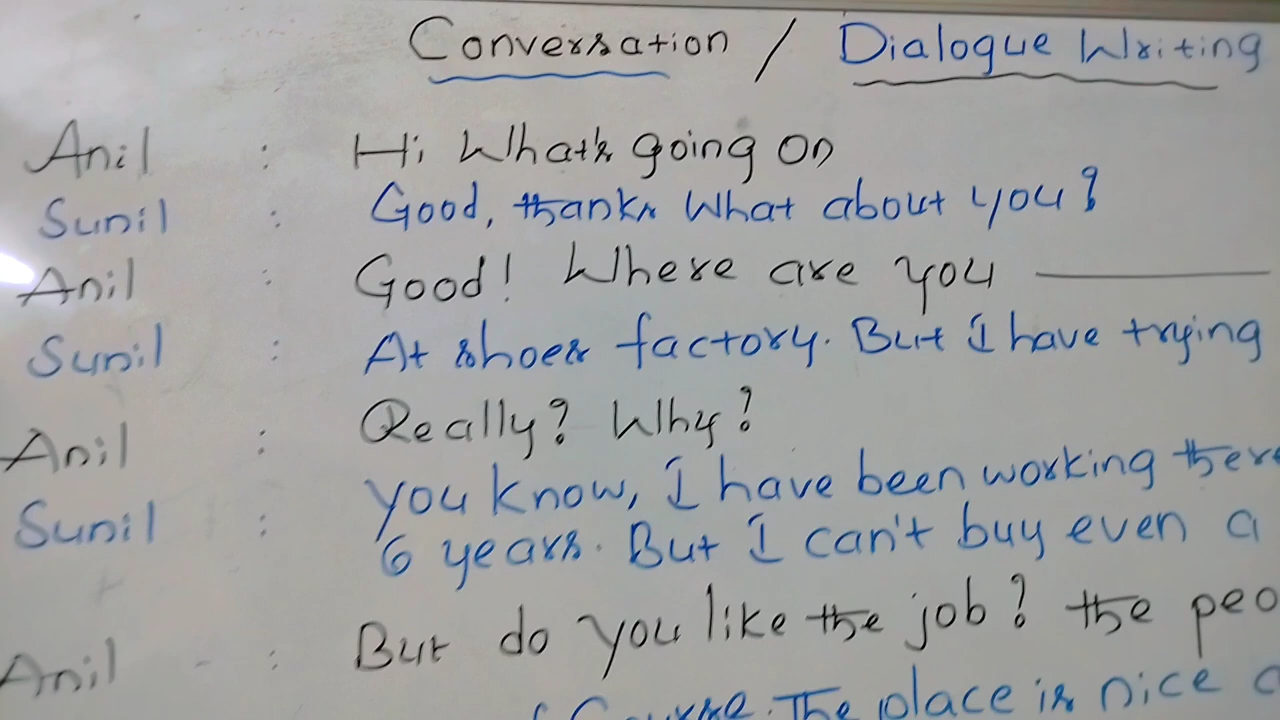 Conversation / Dialogue Writing
Anil : Hi What's going on
Sunil : Good, thanks What about you?
Anil : Good! Where are you ______
Sunil : At shoes factory. But I have trying
Anil : Really? Why?
Sunil : You know, I have been working there
6 years. But I can't buy even a
Anil - : But do you like the job? the peo
Course. The place is nice